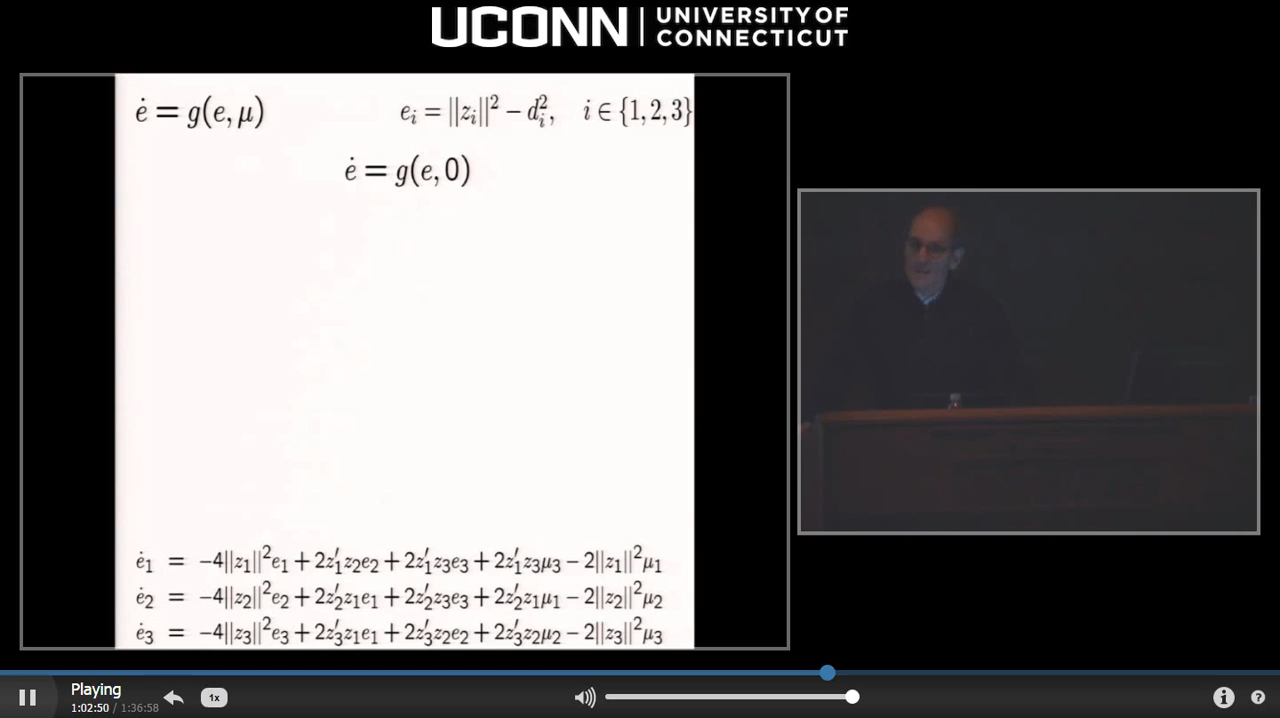 UCONN | UNIVERSITY OF CONNECTICUT
ė = g(e, μ)    eᵢ = ||zᵢ||² − dᵢ²,    i ∈ {1, 2, 3}
ė = g(e, 0)
ė₁ = −4||z₁||²e₁ + 2z₁′z₂e₂ + 2z₁′z₃e₃ + 2z₁′z₃μ₃ − 2||z₁||²μ₁
ė₂ = −4||z₂||²e₂ + 2z₂′z₁e₁ + 2z₂′z₃e₃ + 2z₂′z₁μ₁ − 2||z₂||²μ₂
ė₃ = −4||z₃||²e₃ + 2z₃′z₁e₁ + 2z₃′z₂e₂ + 2z₃′z₂μ₂ − 2||z₃||²μ₃
Playing
1:02:50 / 1:36:58
1x